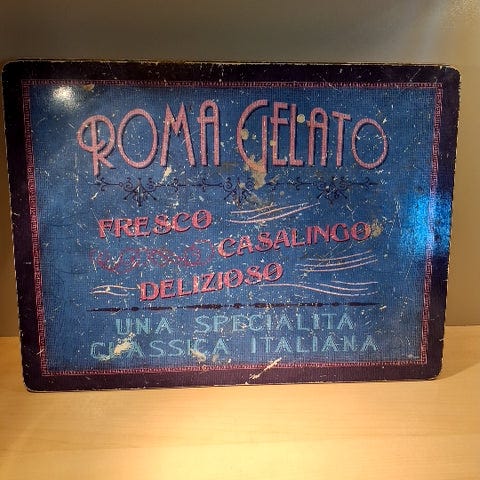 ROMA GELATO
FRESCO
CASALINGO
DELIZIOSO
UNA SPECIALITA
CLASSICA ITALIANA